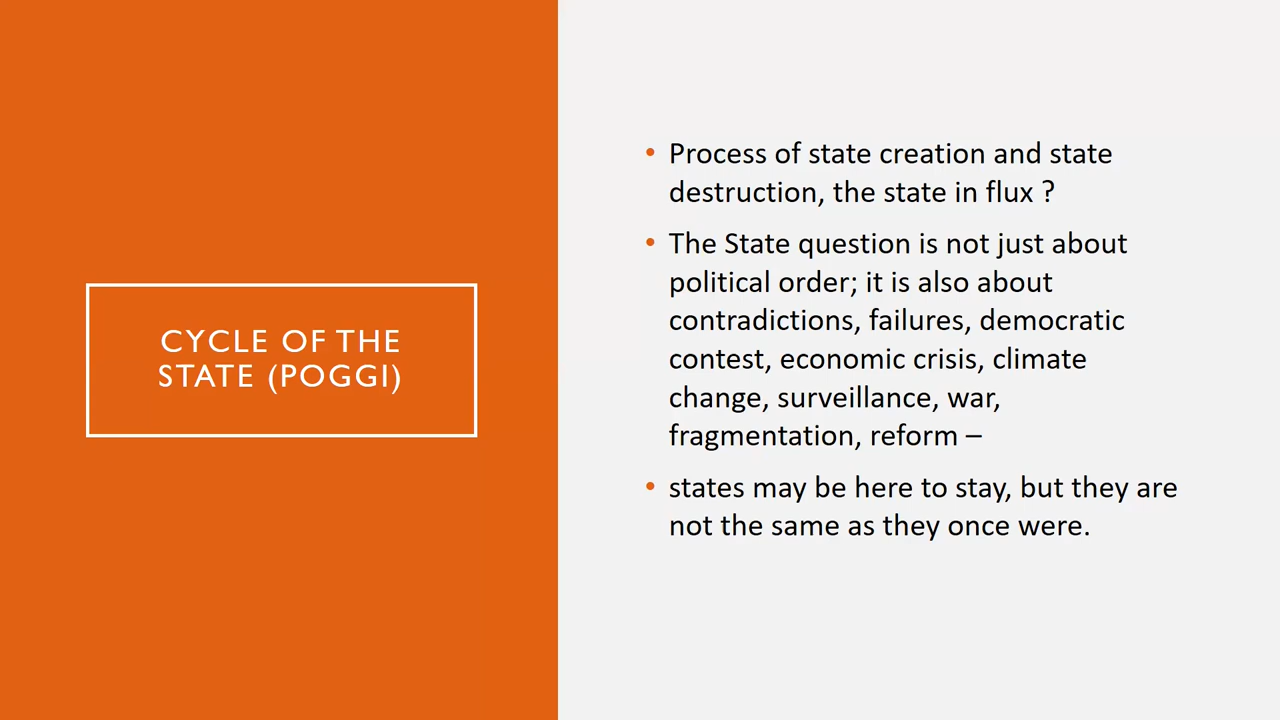 CYCLE OF THE
STATE (POGGI)
• Process of state creation and state
destruction, the state in flux ?
• The State question is not just about
political order; it is also about
contradictions, failures, democratic
contest, economic crisis, climate
change, surveillance, war,
fragmentation, reform –
• states may be here to stay, but they are
not the same as they once were.